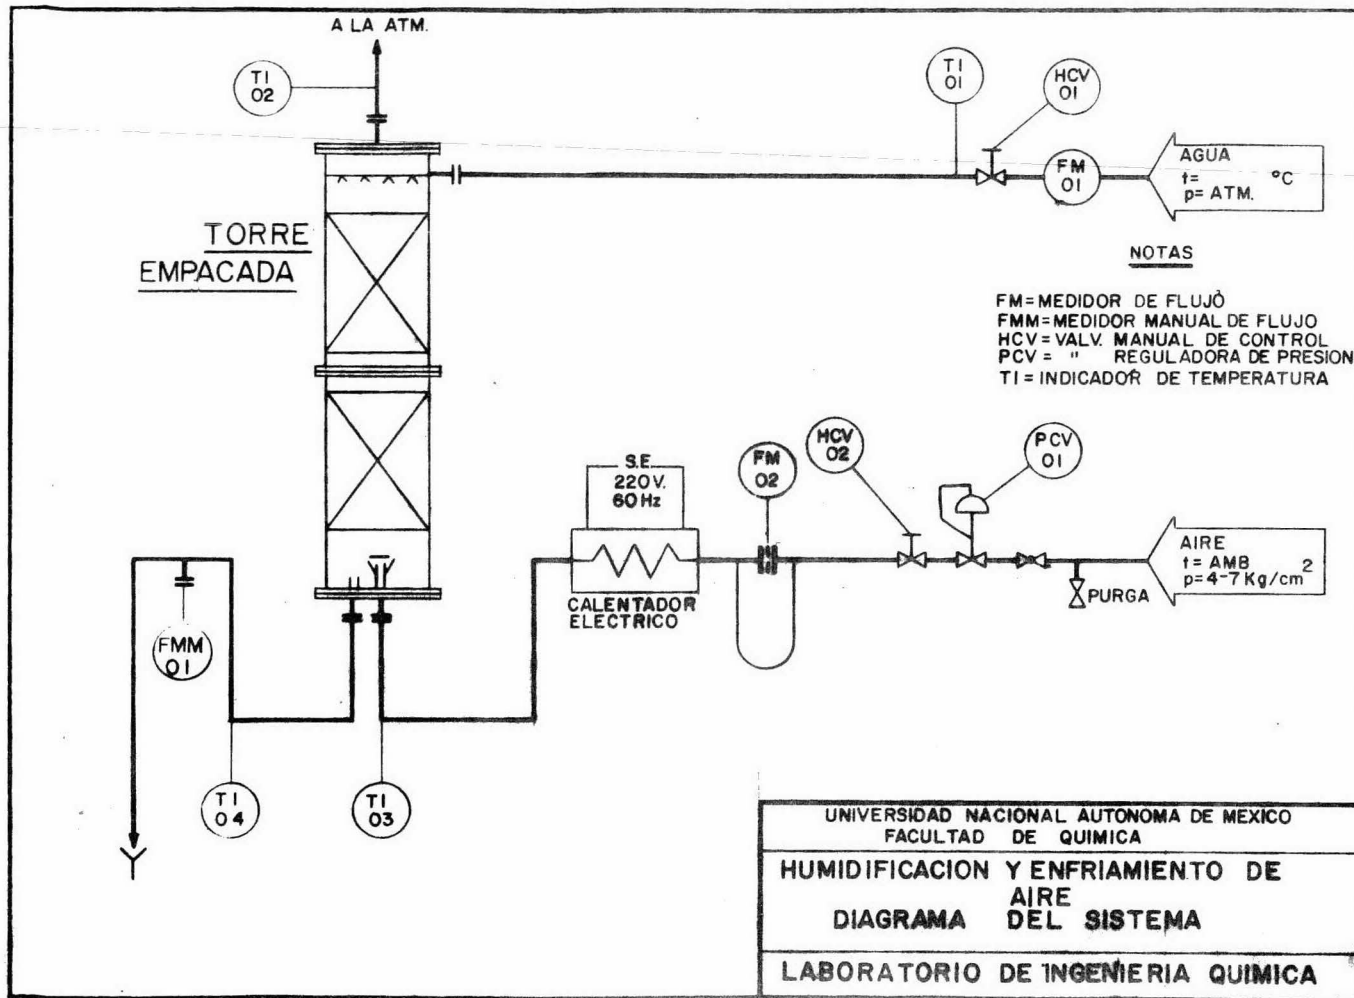 A LA ATM.
TI
02
TI
01
HCV
01
FM
01
AGUA
t= °C
p= ATM.
TORRE
EMPACADA
NOTAS
FM=MEDIDOR DE FLUJO
FMM=MEDIDOR MANUAL DE FLUJO
HCV=VALV. MANUAL DE CONTROL
PCV= " REGULADORA DE PRESION
TI=INDICADOR DE TEMPERATURA
S.E.
220V.
60Hz
FM
02
HCV
02
PCV
01
AIRE
t= AMB
p=4-7Kg/cm²
PURGA
CALENTADOR
ELECTRICO
FMM
01
TI
04
TI
03
UNIVERSIDAD NACIONAL AUTONOMA DE MEXICO
FACULTAD DE QUIMICA
HUMIDIFICACION Y ENFRIAMIENTO DE
AIRE
DIAGRAMA DEL SISTEMA
LABORATORIO DE INGENIERIA QUIMICA